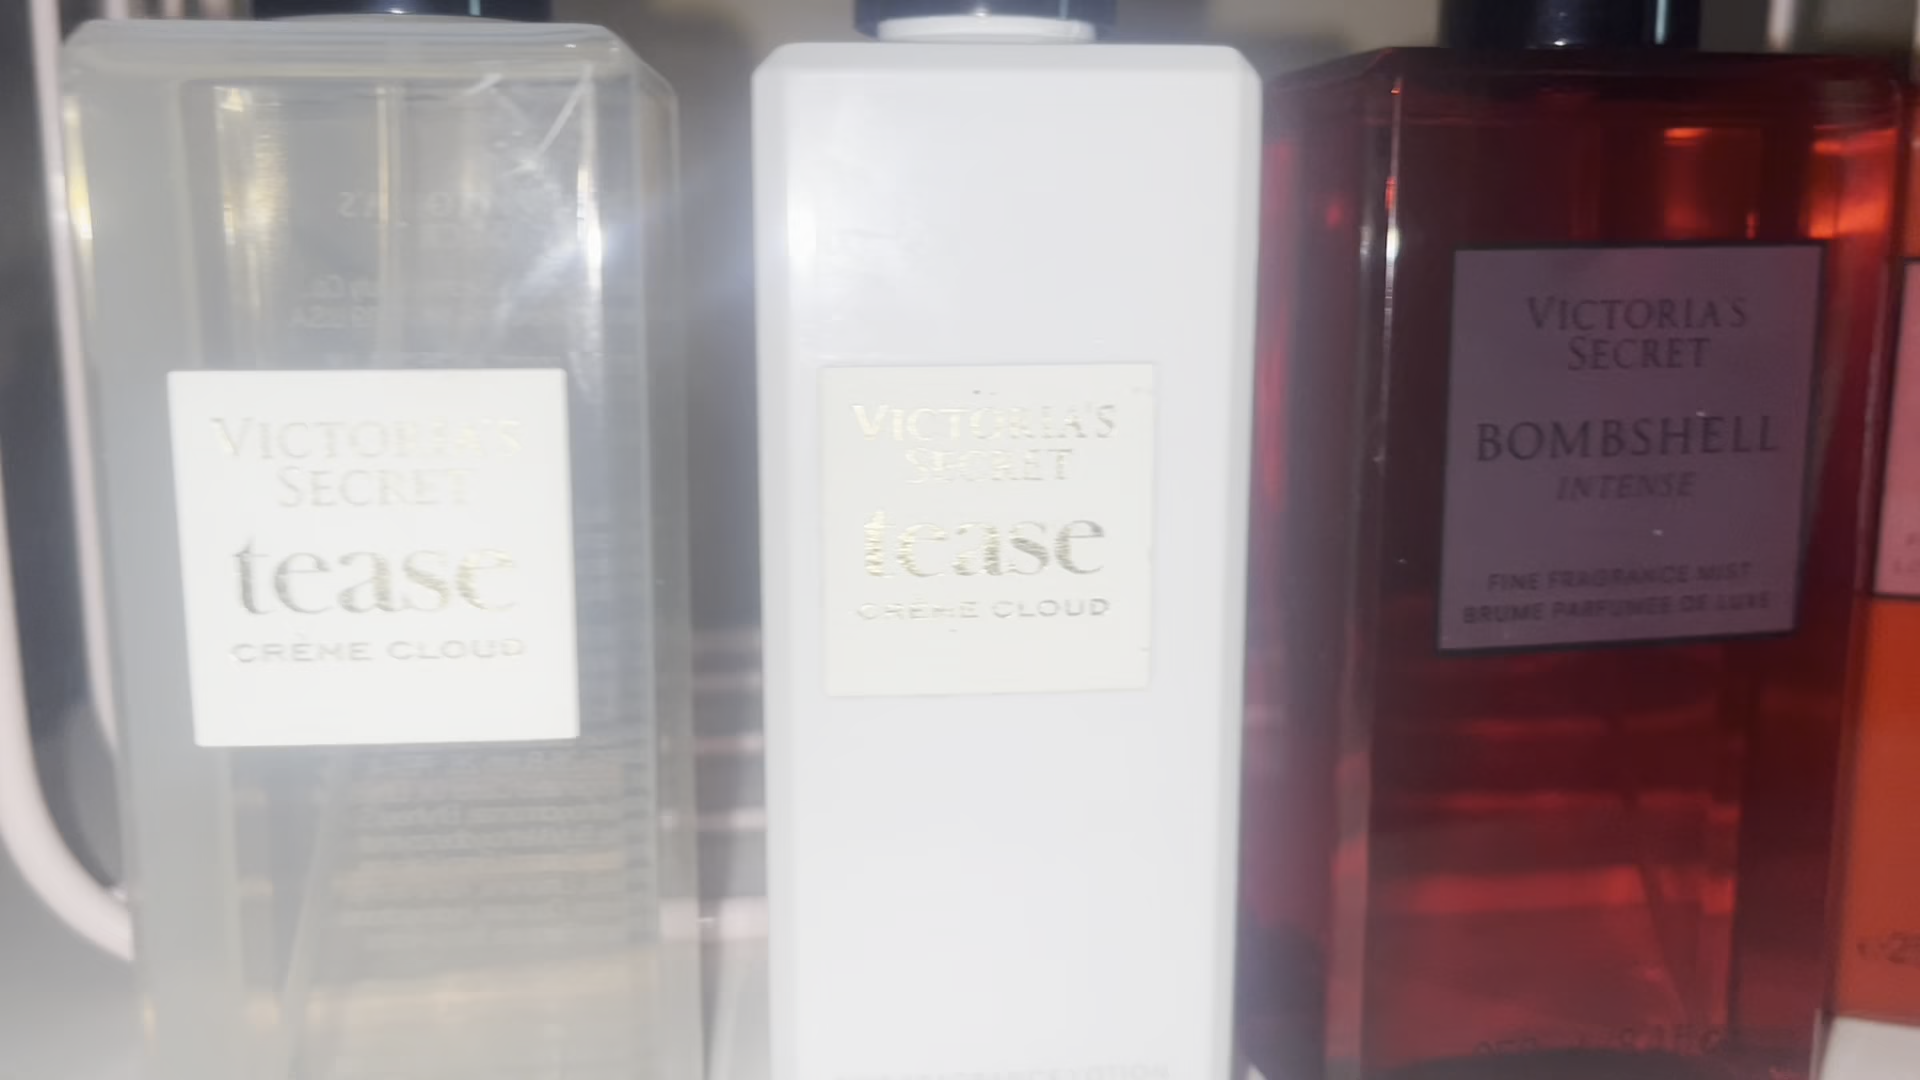 VICTORIA'S
SECRET
tease
CRÈME CLOUD
VICTORIA'S
SECRET
tease
CRÈME CLOUD
LOTION
VICTORIA'S
SECRET
BOMBSHELL
INTENSE
FINE FRAGRANCE MIST
BRUME PARFUMÉE DE LUXE